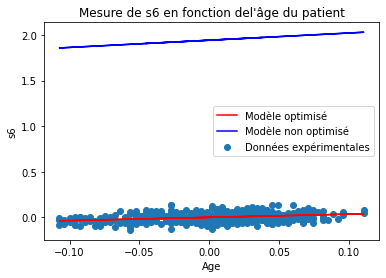 Mesure de s6 en fonction del'âge du patient
2.0
1.5
1.0
0.5
0.0
s6
Modèle optimisé
Modèle non optimisé
Données expérimentales
−0.10
−0.05
0.00
0.05
0.10
Age